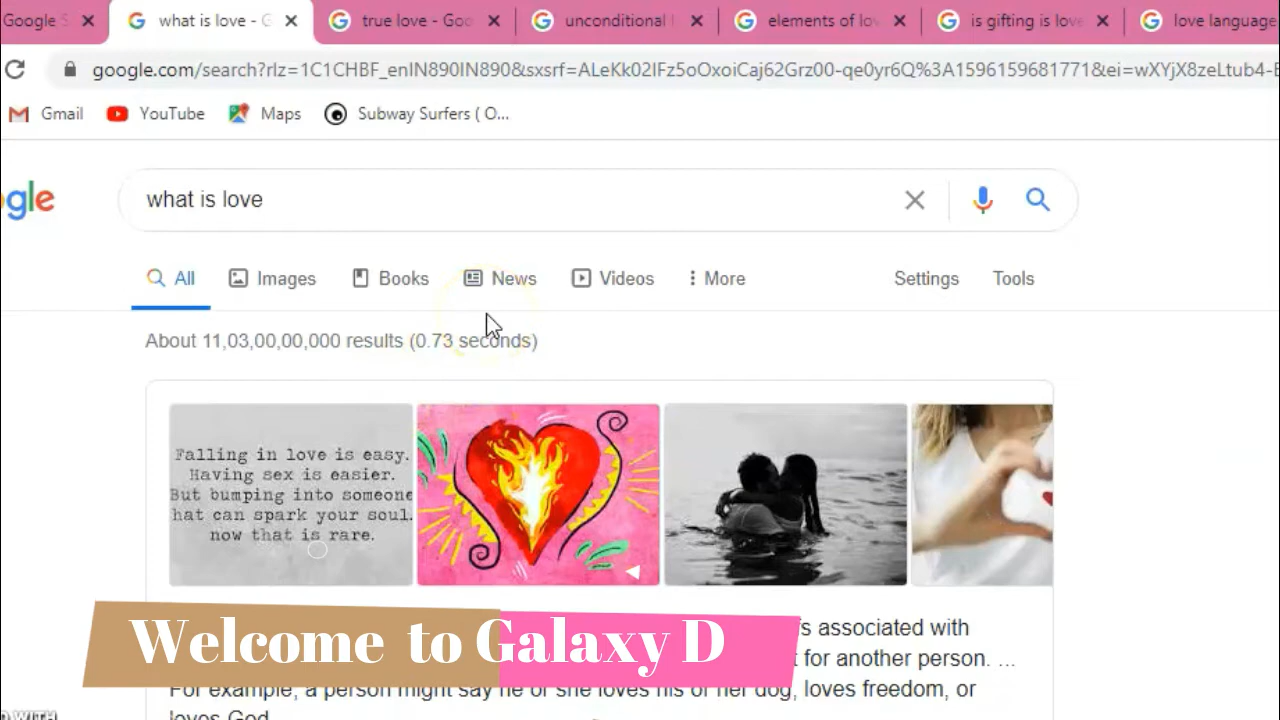 Google S
what is love - G
true love - Goo
unconditional l
elements of lov
is gifting is love
love language
google.com/search?rlz=1C1CHBF_enIN890IN890&sxsrf=ALeKk02IFz5oOxoiCaj62Grz00-qe0yr6Q%3A1596159681771&ei=wXYjX8zeLtub4-E
Gmail
YouTube
Maps
Subway Surfers ( O...
gle
what is love
All
Images
Books
News
Videos
More
Settings
Tools
About 11,03,00,00,000 results (0.73 seconds)
Falling in love is easy.
Having sex is easier.
But bumping into someone
hat can spark your soul.
now that is rare.
Welcome to Galaxy D
's associated with
t for another person. ...
For example, a person might say he or she loves his or her dog, loves freedom, or
loves God.
D WITH